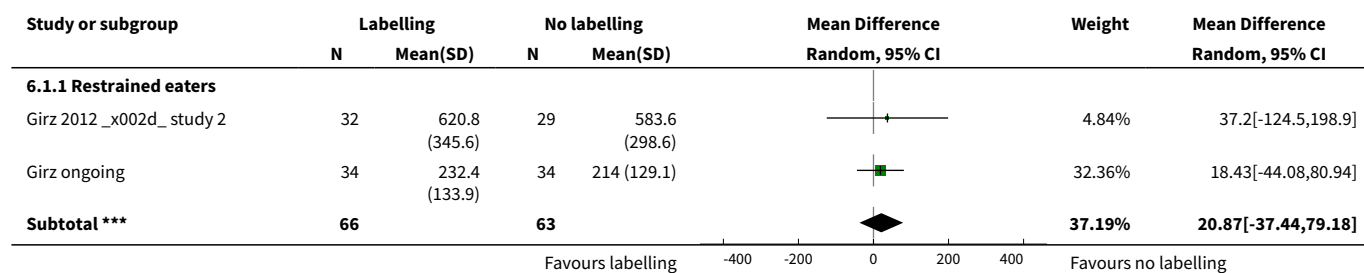 Study or subgroup Labelling No labelling Mean Difference Weight Mean Difference
N Mean(SD) N Mean(SD) Random, 95% CI Random, 95% CI
6.1.1 Restrained eaters
Girz 2012 _x002d_ study 2 32 620.8 29 583.6 4.84% 37.2[-124.5,198.9]
(345.6) (298.6)
Girz ongoing 34 232.4 34 214 (129.1) 32.36% 18.43[-44.08,80.94]
(133.9)
Subtotal *** 66 63 37.19% 20.87[-37.44,79.18]
Favours labelling -400 -200 0 200 400 Favours no labelling